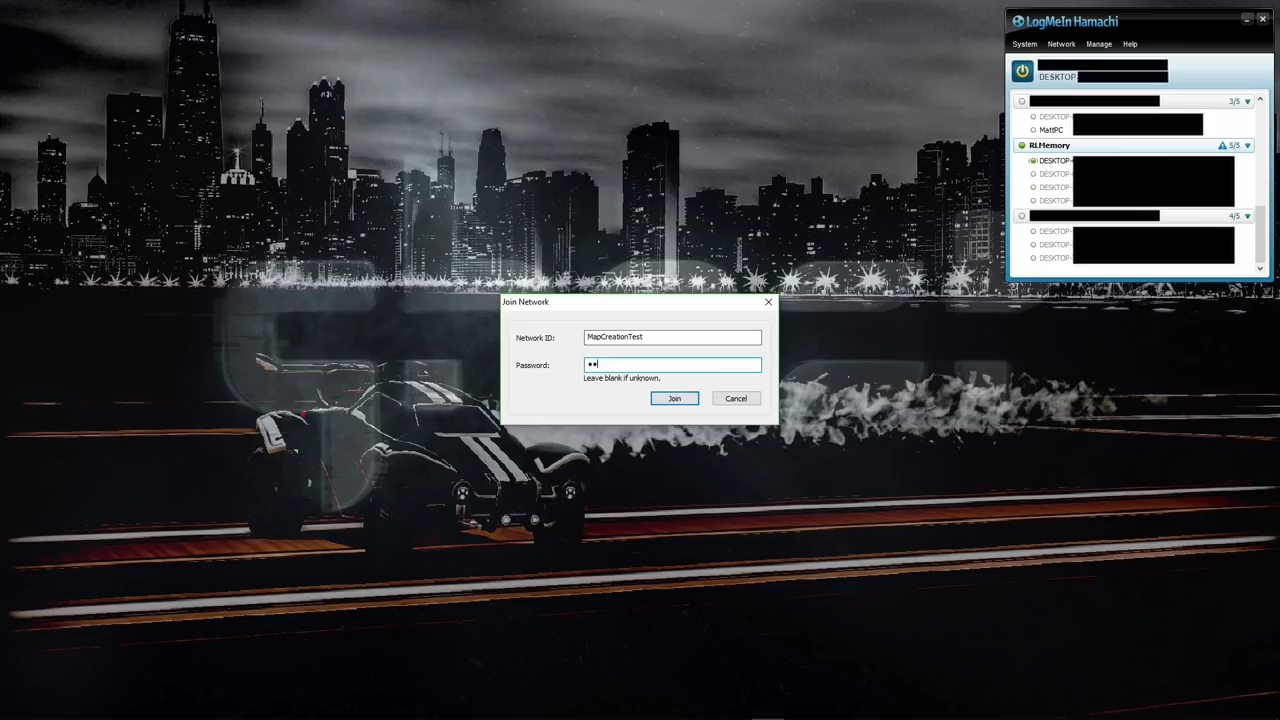 LogMeIn Hamachi
System Network Manage Help
DESKTOP-
3/5
DESKTOP-
MattPC
RLMemory 5/5
DESKTOP-
DESKTOP-
DESKTOP-
DESKTOP-
4/5
DESKTOP-
DESKTOP-
DESKTOP-
Join Network
Network ID: MapCreationTest
Password: ••
Leave blank if unknown.
Join Cancel